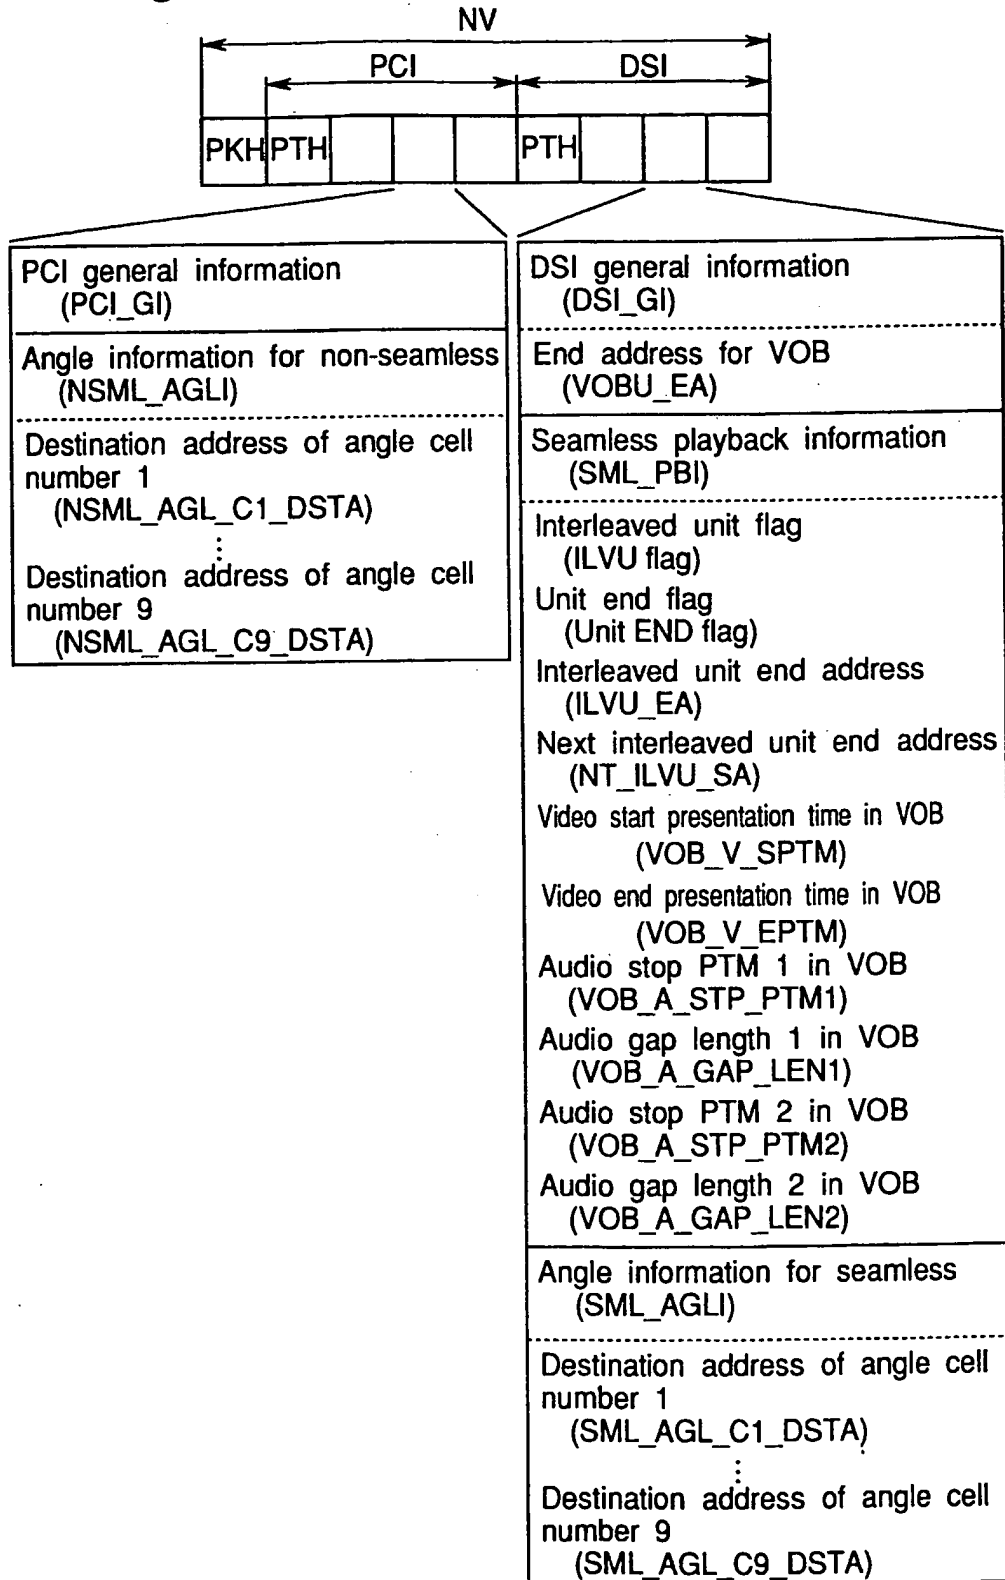 NV
PCI
DSI
PKH
PTH
PTH
PCI general information
(PCI_GI)
Angle information for non-seamless
(NSML_AGLI)
Destination address of angle cell
number 1
(NSML_AGL_C1_DSTA)
Destination address of angle cell
number 9
(NSML_AGL_C9_DSTA)
DSI general information
(DSI_GI)
End address for VOB
(VOBU_EA)
Seamless playback information
(SML_PBI)
Interleaved unit flag
(ILVU flag)
Unit end flag
(Unit END flag)
Interleaved unit end address
(ILVU_EA)
Next interleaved unit end address
(NT_ILVU_SA)
Video start presentation time in VOB
(VOB_V_SPTM)
Video end presentation time in VOB
(VOB_V_EPTM)
Audio stop PTM 1 in VOB
(VOB_A_STP_PTM1)
Audio gap length 1 in VOB
(VOB_A_GAP_LEN1)
Audio stop PTM 2 in VOB
(VOB_A_STP_PTM2)
Audio gap length 2 in VOB
(VOB_A_GAP_LEN2)
Angle information for seamless
(SML_AGLI)
Destination address of angle cell
number 1
(SML_AGL_C1_DSTA)
Destination address of angle cell
number 9
(SML_AGL_C9_DSTA)